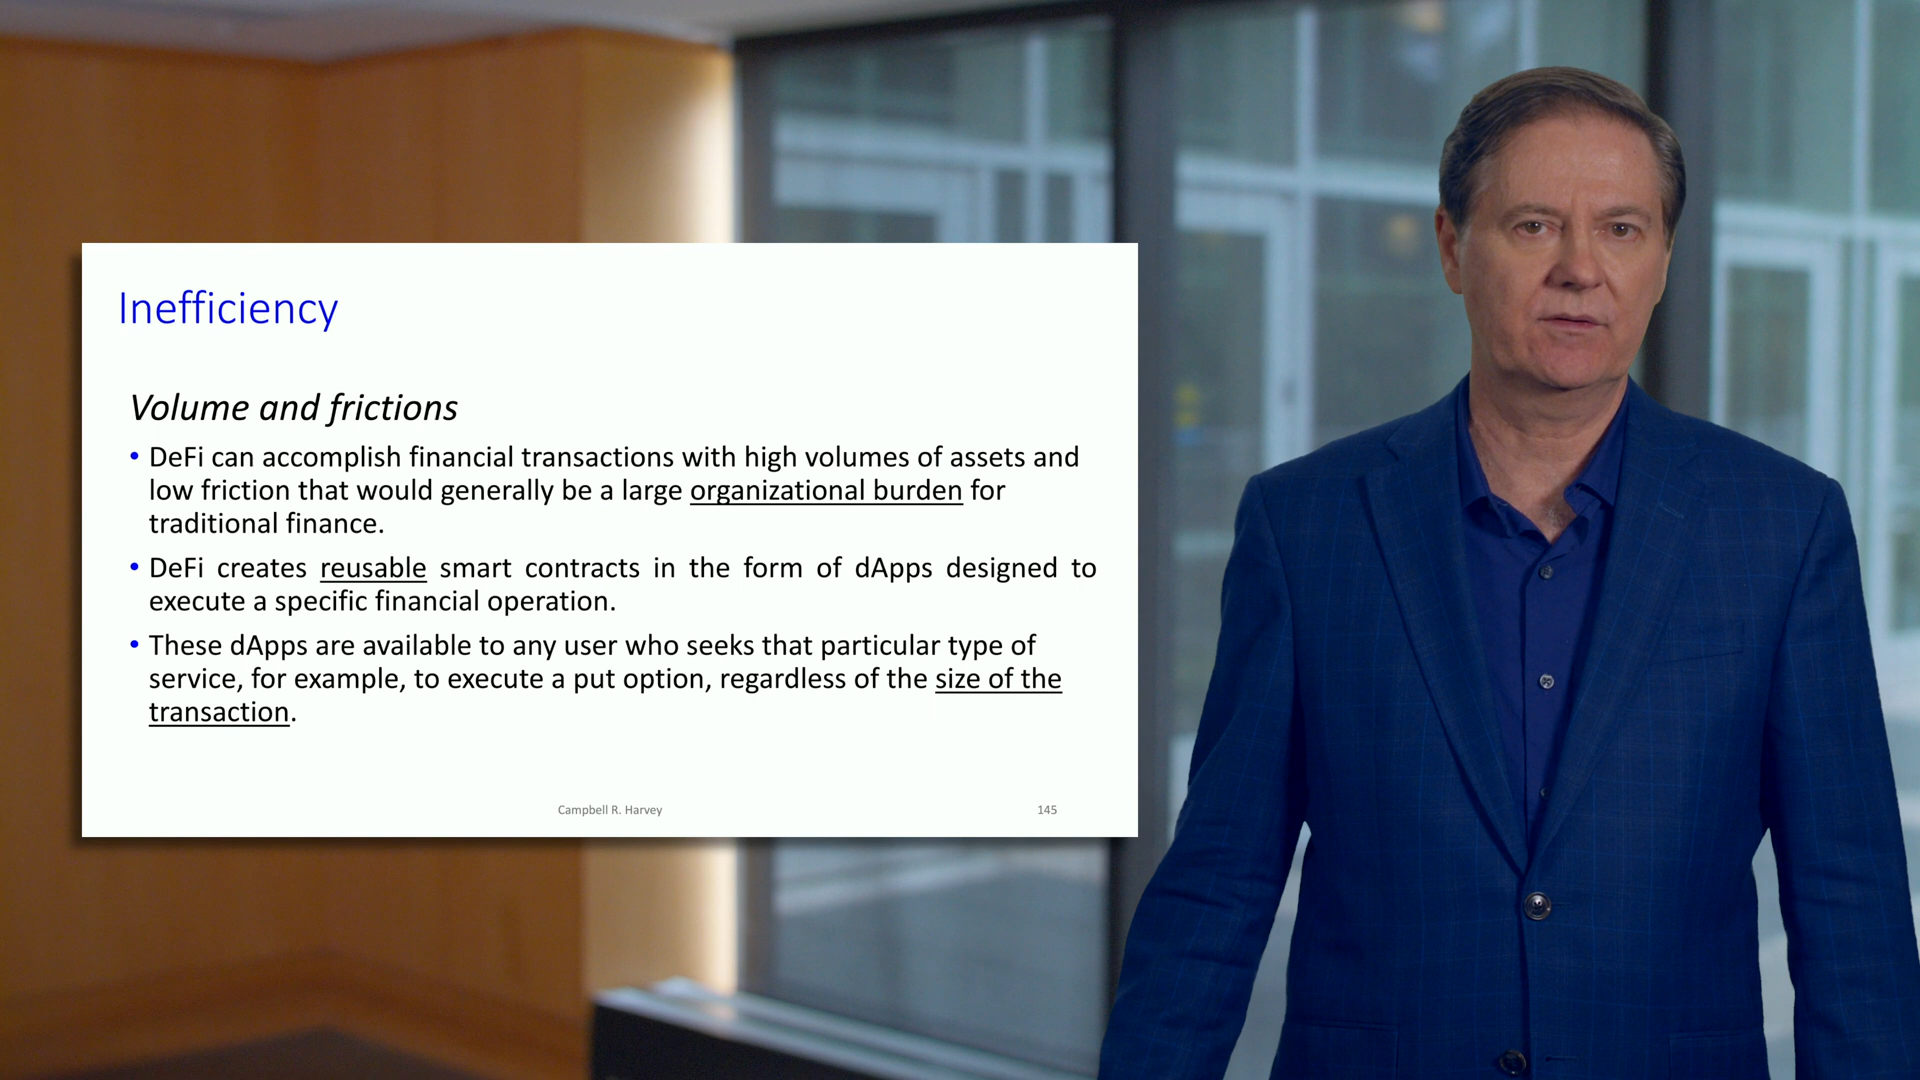 Inefficiency
Volume and frictions
• DeFi can accomplish financial transactions with high volumes of assets and
low friction that would generally be a large organizational burden for
traditional finance.
• DeFi creates reusable smart contracts in the form of dApps designed to
execute a specific financial operation.
• These dApps are available to any user who seeks that particular type of
service, for example, to execute a put option, regardless of the size of the
transaction.
Campbell R. Harvey
145